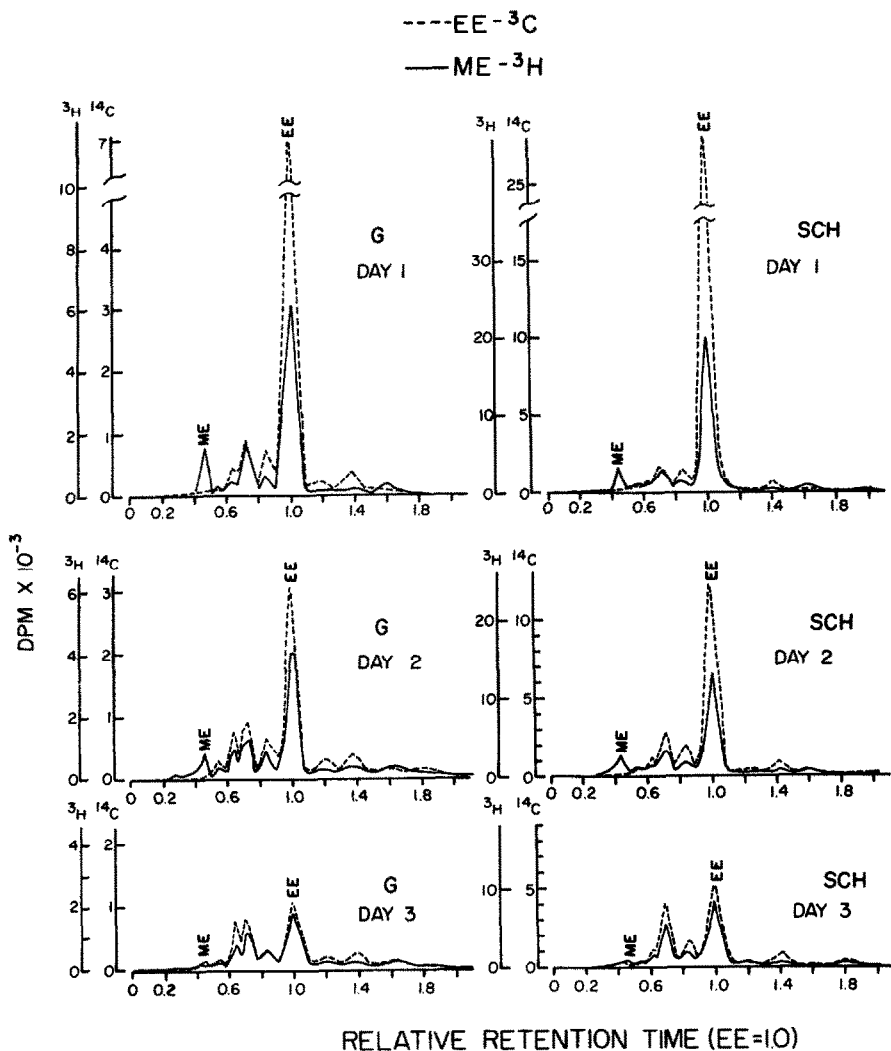 ----EE-³C
——ME-³H
³H ¹⁴C
7
10
8
6
4
2
0
4
3
2
1
0
ME
EE
G
DAY 1
0 0.2 0.6 1.0 1.4 1.8
³H ¹⁴C
25
30
20
10
0
15
10
5
0
ME
EE
SCH
DAY 1
0 0.2 0.6 1.0 1.4 1.8
DPM X 10⁻³
³H ¹⁴C
6
4
2
0
3
2
1
0
ME
EE
G
DAY 2
0 0.2 0.6 1.0 1.4 1.8
³H ¹⁴C
20
10
0
10
5
0
ME
EE
SCH
DAY 2
0 0.2 0.6 1.0 1.4 1.8
³H ¹⁴C
4
2
0
2
1
0
ME
EE
G
DAY 3
0 0.2 0.6 1.0 1.4 1.8
³H ¹⁴C
10
0
5
0
ME
EE
SCH
DAY 3
0 0.2 0.6 1.0 1.4 1.8
RELATIVE RETENTION TIME (EE=1.0)